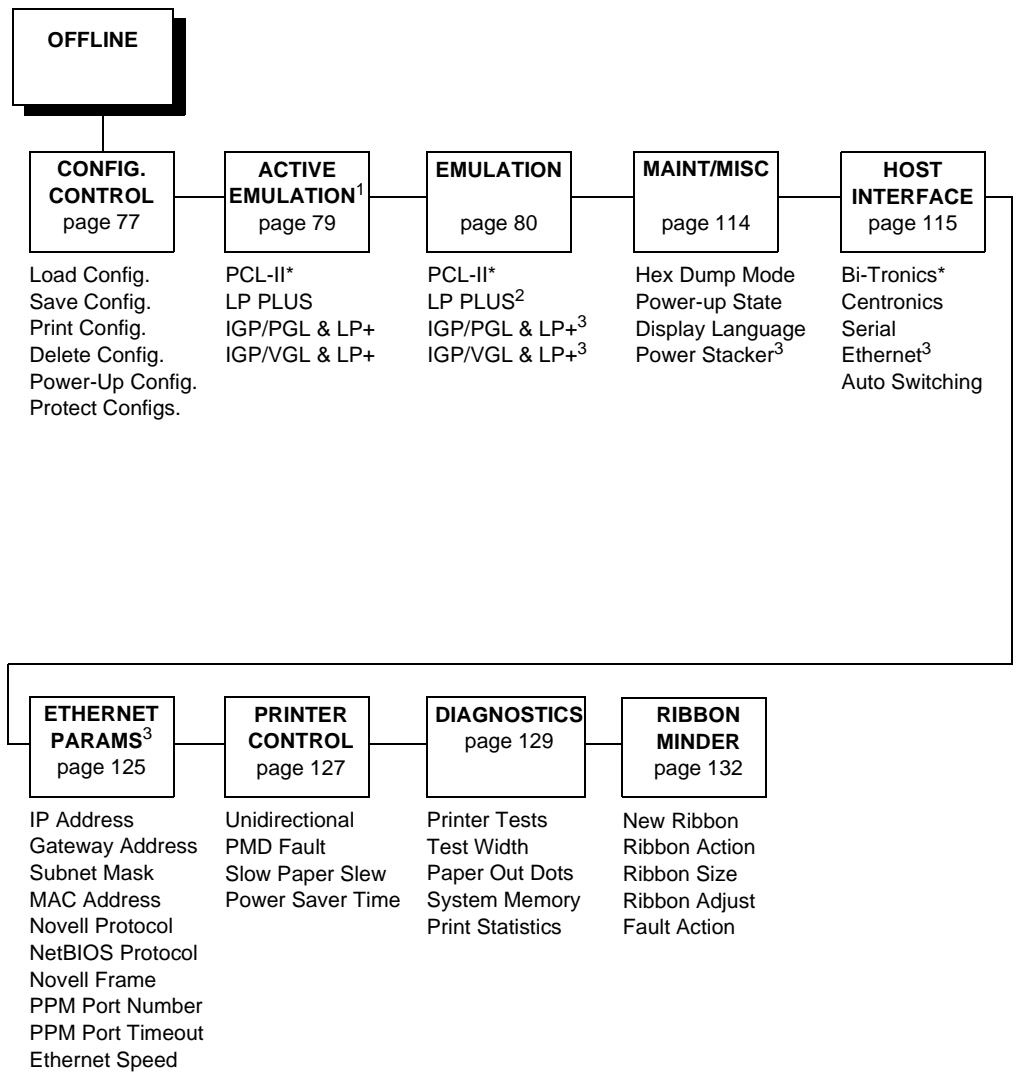 OFFLINE
CONFIG.
CONTROL
page 77
Load Config.
Save Config.
Print Config.
Delete Config.
Power-Up Config.
Protect Configs.
ACTIVE
EMULATION¹
page 79
PCL-II*
LP PLUS
IGP/PGL & LP+
IGP/VGL & LP+
EMULATION
page 80
PCL-II*
LP PLUS²
IGP/PGL & LP+³
IGP/VGL & LP+³
MAINT/MISC
page 114
Hex Dump Mode
Power-up State
Display Language
Power Stacker³
HOST
INTERFACE
page 115
Bi-Tronics*
Centronics
Serial
Ethernet³
Auto Switching
ETHERNET
PARAMS³
page 125
IP Address
Gateway Address
Subnet Mask
MAC Address
Novell Protocol
NetBIOS Protocol
Novell Frame
PPM Port Number
PPM Port Timeout
Ethernet Speed
PRINTER
CONTROL
page 127
Unidirectional
PMD Fault
Slow Paper Slew
Power Saver Time
DIAGNOSTICS
page 129
Printer Tests
Test Width
Paper Out Dots
System Memory
Print Statistics
RIBBON
MINDER
page 132
New Ribbon
Ribbon Action
Ribbon Size
Ribbon Adjust
Fault Action